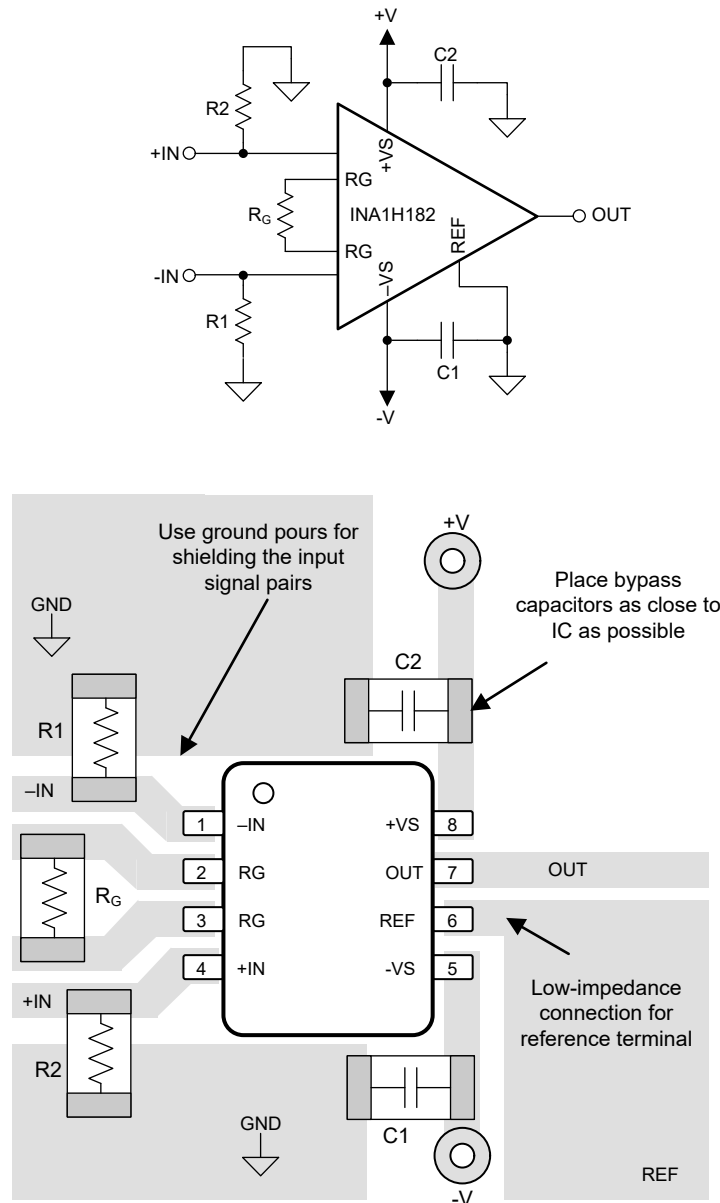 +V
C2
R2
+IN
+VS
RG
RG
INA1H182
RG
OUT
REF
-IN
–VS
R1
C1
-V
Use ground pours for
shielding the input
signal pairs
+V
Place bypass
capacitors as close to
IC as possible
GND
C2
R1
–IN
1
–IN
+VS
8
2
RG
OUT
7
OUT
RG
3
RG
REF
6
4
+IN
-VS
5
+IN
Low-impedance
connection for
reference terminal
R2
GND
C1
REF
-V